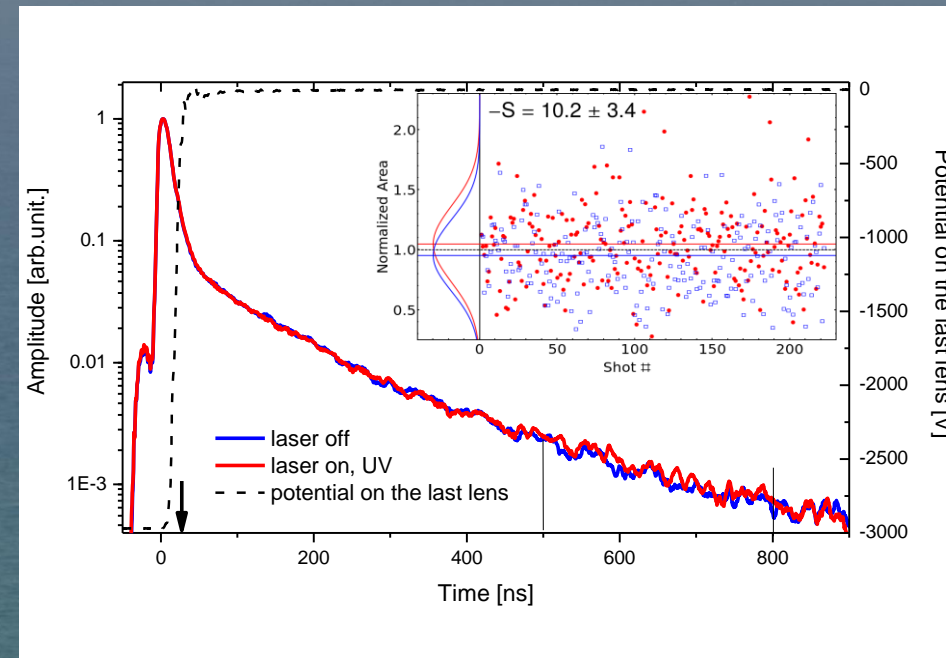 Amplitude [arb.unit.]
1
0.1
0.01
1E-3
0
-500
-1000
-1500
-2000
-2500
-3000
Potential on the last lens [V]
−S = 10.2 ± 3.4
Normalized Area
2.0
1.5
1.0
0.5
0 50 100 150 200
Shot #
laser off
laser on, UV
potential on the last lens
0 200 400 600 800
Time [ns]